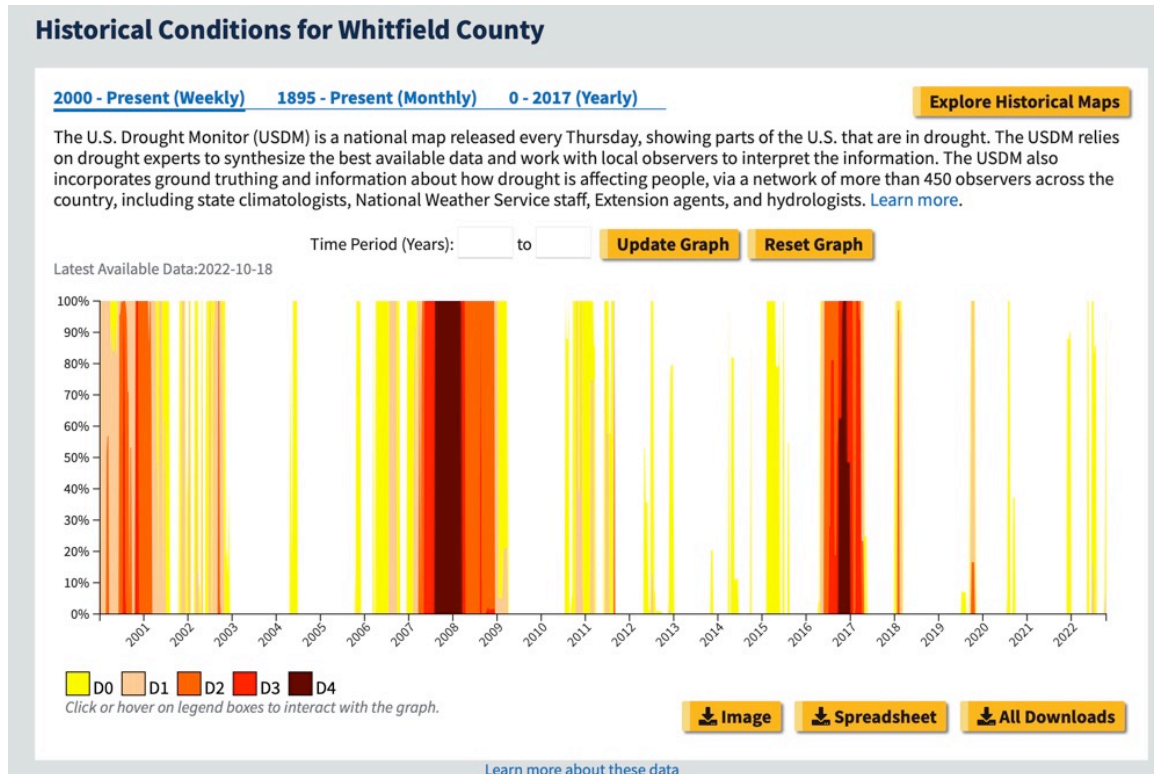 Historical Conditions for Whitfield County
2000 - Present (Weekly) 1895 - Present (Monthly) 0 - 2017 (Yearly) Explore Historical Maps
The U.S. Drought Monitor (USDM) is a national map released every Thursday, showing parts of the U.S. that are in drought. The USDM relies
on drought experts to synthesize the best available data and work with local observers to interpret the information. The USDM also
incorporates ground truthing and information about how drought is affecting people, via a network of more than 450 observers across the
country, including state climatologists, National Weather Service staff, Extension agents, and hydrologists. Learn more.
Time Period (Years): to Update Graph Reset Graph
Latest Available Data:2022-10-18
100%
90%
80%
70%
60%
50%
40%
30%
20%
10%
0%
2001 2002 2003 2004 2005 2006 2007 2008 2009 2010 2011 2012 2013 2014 2015 2016 2017 2018 2019 2020 2021 2022
D0 D1 D2 D3 D4
Click or hover on legend boxes to interact with the graph.
Image Spreadsheet All Downloads
Learn more about these data